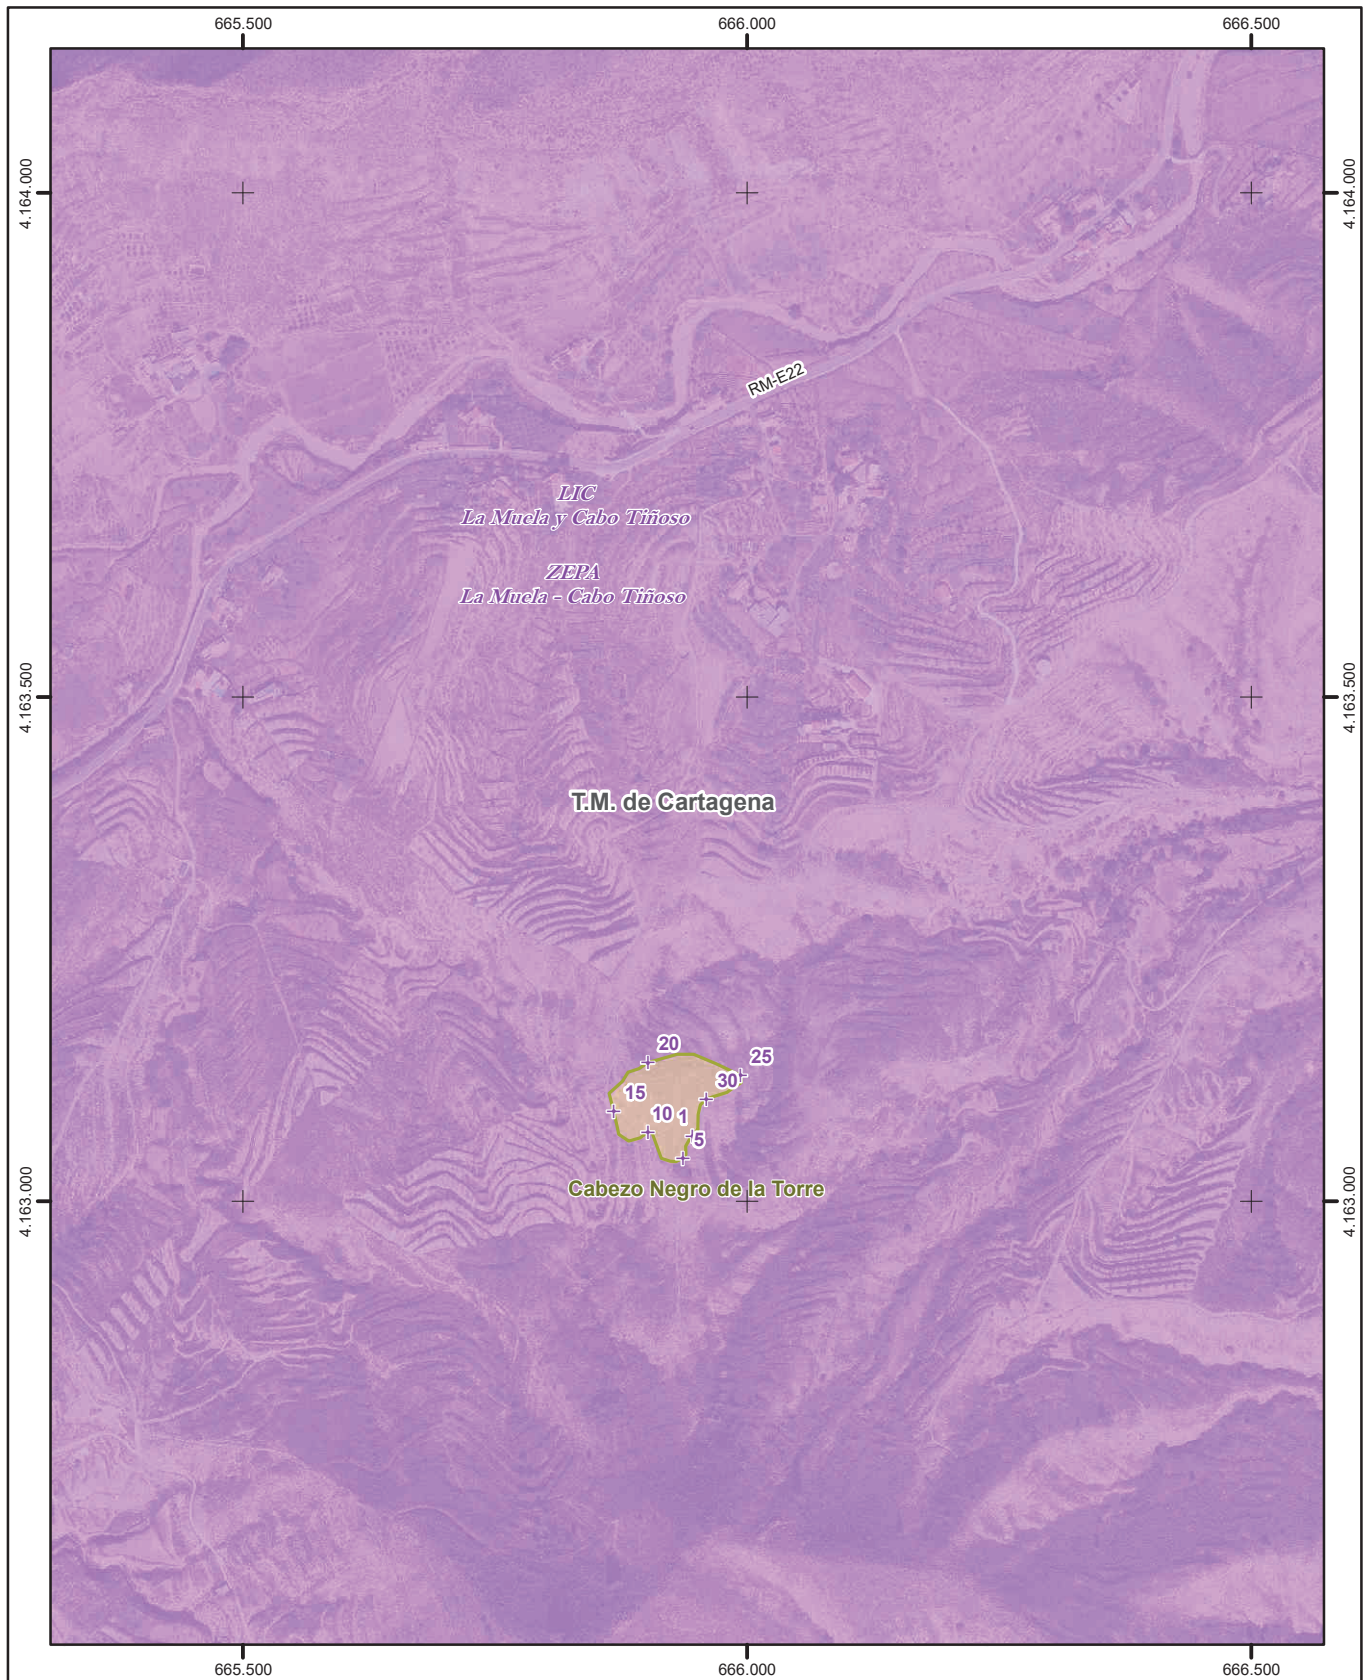 665.500 666.000 666.500
4.164.000 4.164.000
RM-E22
LIC
La Muela y Cabo Tiñoso
ZEPA
La Muela - Cabo Tiñoso
4.163.500 4.163.500
T.M. de Cartagena
20
25
30
15
10 1
5
Cabezo Negro de la Torre
4.163.000 4.163.000
665.500 666.000 666.500